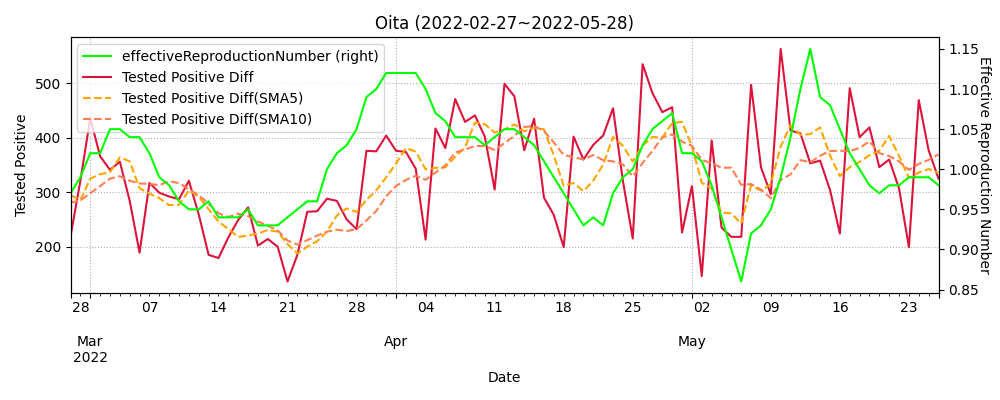 Oita (2022-02-27~2022-05-28)
effectiveReproductionNumber (right)
Tested Positive Diff
Tested Positive Diff(SMA5)
Tested Positive Diff(SMA10)
Tested Positive
500
400
300
200
1.15
1.10
1.05
1.00
0.95
0.90
0.85
Effective Reproduction Number
28 07 14 21 28 04 11 18 25 02 09 16 23
Mar Apr May
2022
Date